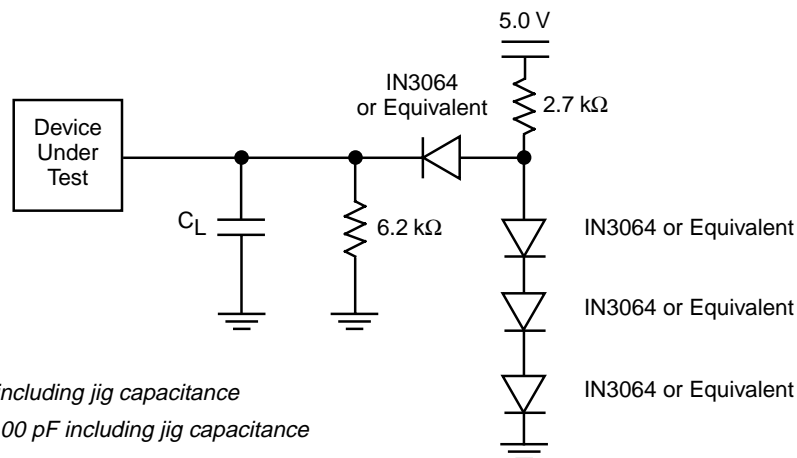 5.0 V
IN3064
or Equivalent
2.7 kΩ
Device
Under
Test
CL
6.2 kΩ
IN3064 or Equivalent
IN3064 or Equivalent
IN3064 or Equivalent
including jig capacitance
00 pF including jig capacitance